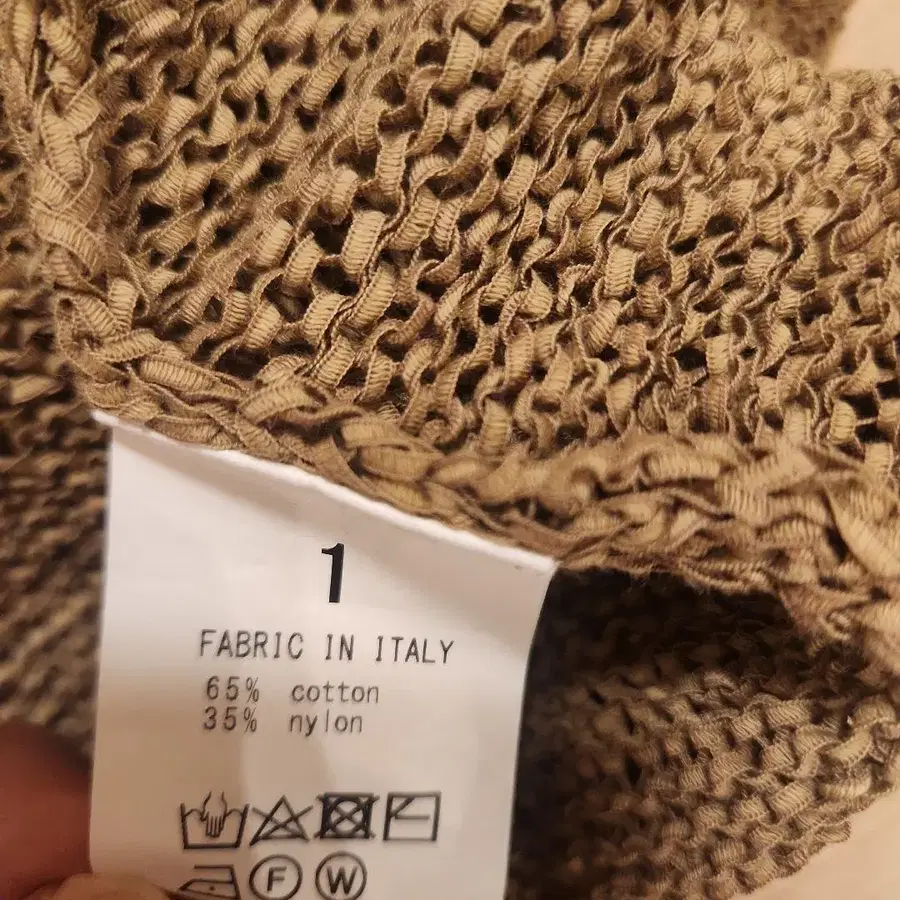 1
FABRIC IN ITALY
65% cotton
35% nylon
F W